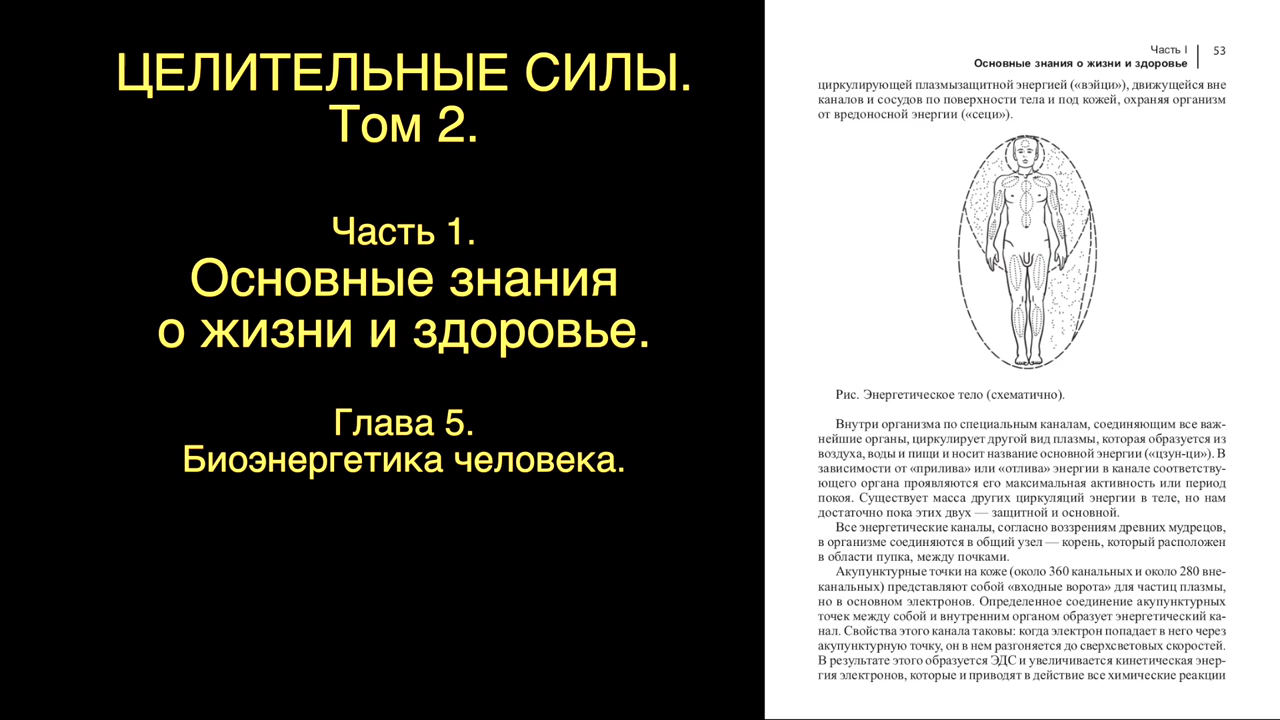 ЦЕЛИТЕЛЬНЫЕ СИЛЫ.
Том 2.
Часть 1.
Основные знания
о жизни и здоровье.
Глава 5.
Биоэнергетика человека.
Часть I
53
Основные знания о жизни и здоровье
циркулирующей плазмызащитной энергией («вэйци»), движущейся вне
каналов и сосудов по поверхности тела и под кожей, охраняя организм
от вредоносной энергии («сеци»).
Рис. Энергетическое тело (схематично).
Внутри организма по специальным каналам, соединяющим все важ-
нейшие органы, циркулирует другой вид плазмы, которая образуется из
воздуха, воды и пищи и носит название основной энергии («цзун-ци»). В
зависимости от «прилива» или «отлива» энергии в канале соответству-
ющего органа проявляются его максимальная активность или период
покоя. Существует масса других циркуляций энергии в теле, но нам
достаточно пока этих двух — защитной и основной.
Все энергетические каналы, согласно воззрениям древних мудрецов,
в организме соединяются в общий узел — корень, который расположен
в области пупка, между почками.
Акупунктурные точки на коже (около 360 канальных и около 280 вне-
канальных) представляют собой «входные ворота» для частиц плазмы,
но в основном электронов. Определенное соединение акупунктурных
точек между собой и внутренним органом образует энергетический ка-
нал. Свойства этого канала таковы: когда электрон попадает в него через
акупунктурную точку, он в нем разгоняется до сверхсветовых скоростей.
В результате этого образуется ЭДС и увеличивается кинетическая энер-
гия электронов, которые и приводят в действие все химические реакции